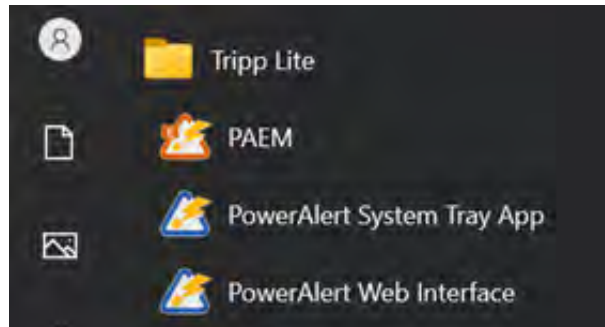 Tripp Lite
PAEM
PowerAlert System Tray App
PowerAlert Web Interface